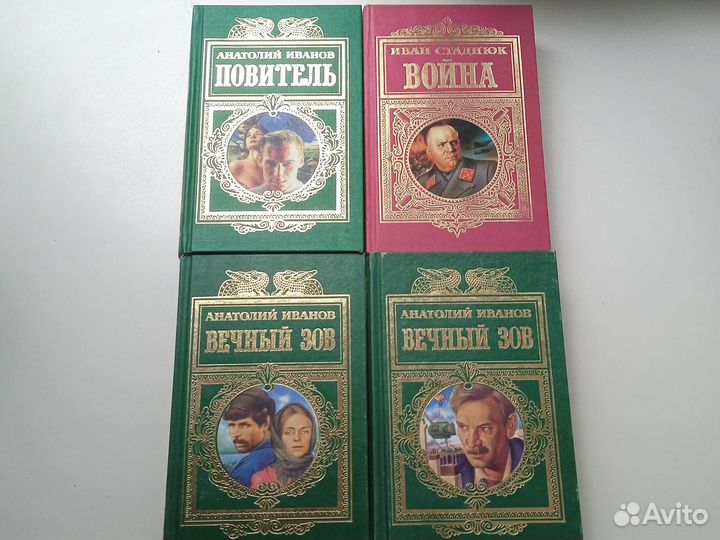 АНАТОЛИЙ ИВАНОВ
ПОВИТЕЛЬ
ИВАН СТАДНЮК
ВОЙНА
АНАТОЛИЙ ИВАНОВ
ВЕЧНЫЙ ЗОВ
АНАТОЛИЙ ИВАНОВ
ВЕЧНЫЙ ЗОВ
Avito